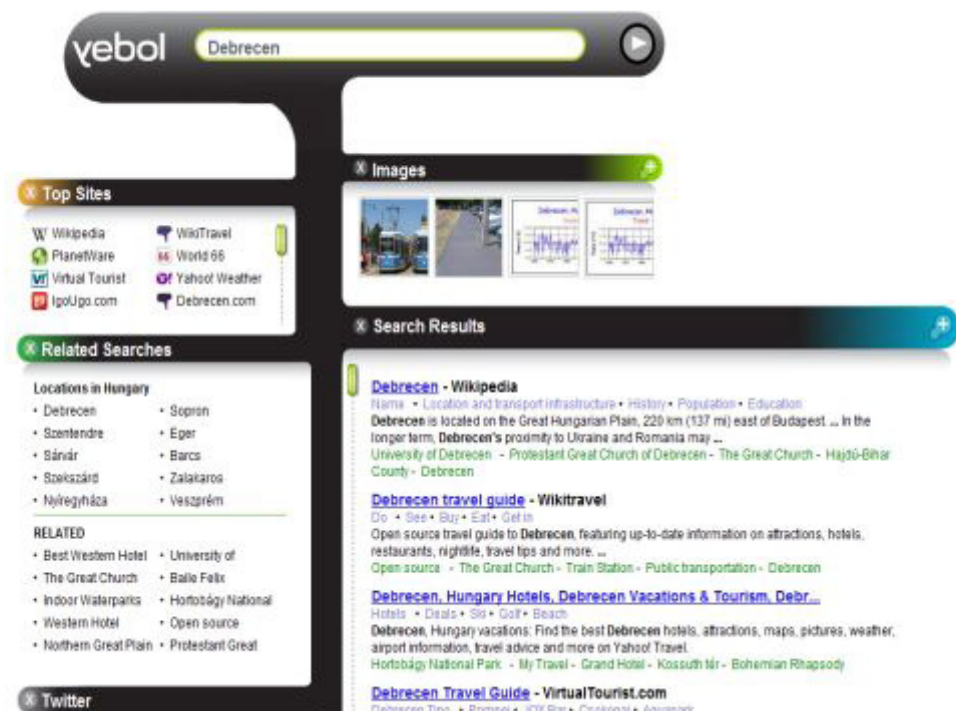 yebol
Debrecen
Top Sites
Wikipedia
WikiTravel
PlanetWare
World 66
Virtual Tourist
Yahoo! Weather
IgoUgo.com
Debrecen.com
Related Searches
Locations in Hungary
• Debrecen
• Sopron
• Szentendre
• Eger
• Sárvár
• Barcs
• Szekszárd
• Zalakaros
• Nyíregyháza
• Veszprém
RELATED
• Best Western Hotel
• University of
• The Great Church
• Baile Felix
• Indoor Waterparks
• Hortobágy National
• Western Hotel
• Open source
• Northern Great Plain
• Protestant Great
Twitter
Images
Search Results
Debrecen - Wikipedia
Name • Location and transport infrastructure • History • Population • Education
Debrecen is located on the Great Hungarian Plain, 220 km (137 mi) east of Budapest. ... In the
longer term, Debrecen's proximity to Ukraine and Romania may ...
University of Debrecen - Protestant Great Church of Debrecen - The Great Church - Hajdú-Bihar
County - Debrecen
Debrecen travel guide - Wikitravel
Do • See • Buy • Eat • Get in
Open source travel guide to Debrecen, featuring up-to-date information on attractions, hotels,
restaurants, nightlife, travel tips and more. ...
Open source - The Great Church - Train Station - Public transportation - Debrecen
Debrecen, Hungary Hotels, Debrecen Vacations & Tourism, Debr...
Hotels • Deals • Ski • Golf • Beach
Debrecen, Hungary vacations: Find the best Debrecen hotels, attractions, maps, pictures, weather,
airport information, travel advice and more on Yahoo! Travel.
Hortobágy National Park - My Travel - Grand Hotel - Kossuth tér - Bohemian Rhapsody
Debrecen Travel Guide - VirtualTourist.com